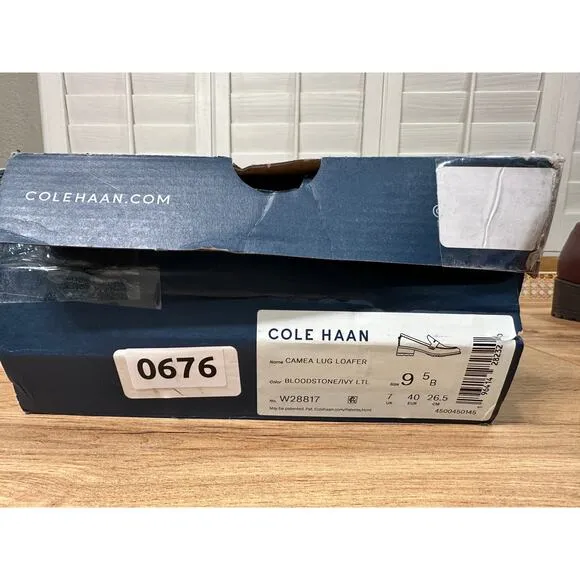 COLEHAAN.COM
COLE HAAN
Name CAMEA LUG LOAFER
Color BLOODSTONE/IVY LTL
Size 9 5 B
No. W28817
7 UK 40 EUR 26.5 CM
May be patented. Pat. ColeHaan.com/Patents.html
4500450145
0676